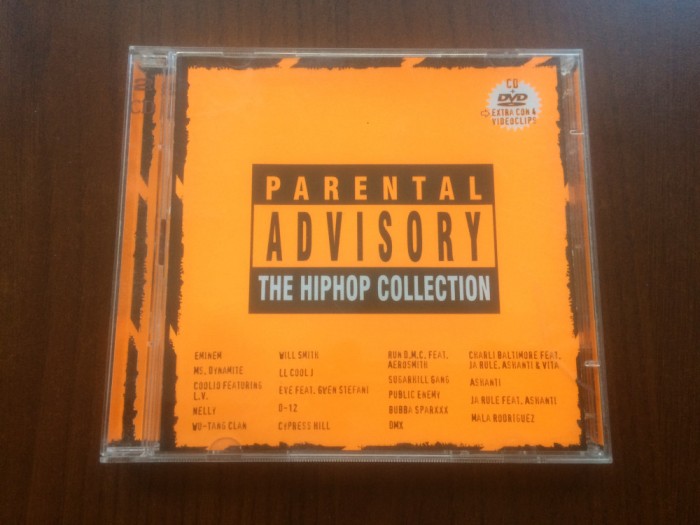 CD
+
DVD
EXTRA CON 4
VIDEOCLIPS
PARENTAL
ADVISORY
THE HIPHOP COLLECTION
EMINEM
MS. DYNAMITE
COOLIO FEATURING
L.V.
NELLY
WU-TANG CLAN
WILL SMITH
LL COOL J
EVE FEAT. GWEN STEFANI
D-12
CYPRESS HILL
RUN D.M.C. FEAT.
AEROSMITH
SUGARHILL GANG
PUBLIC ENEMY
BUBBA SPARXXX
DMX
CHARLI BALTIMORE FEAT.
JA RULE, ASHANTI & VITA
ASHANTI
JA RULE FEAT. ASHANTI
MALA RODRIGUEZ